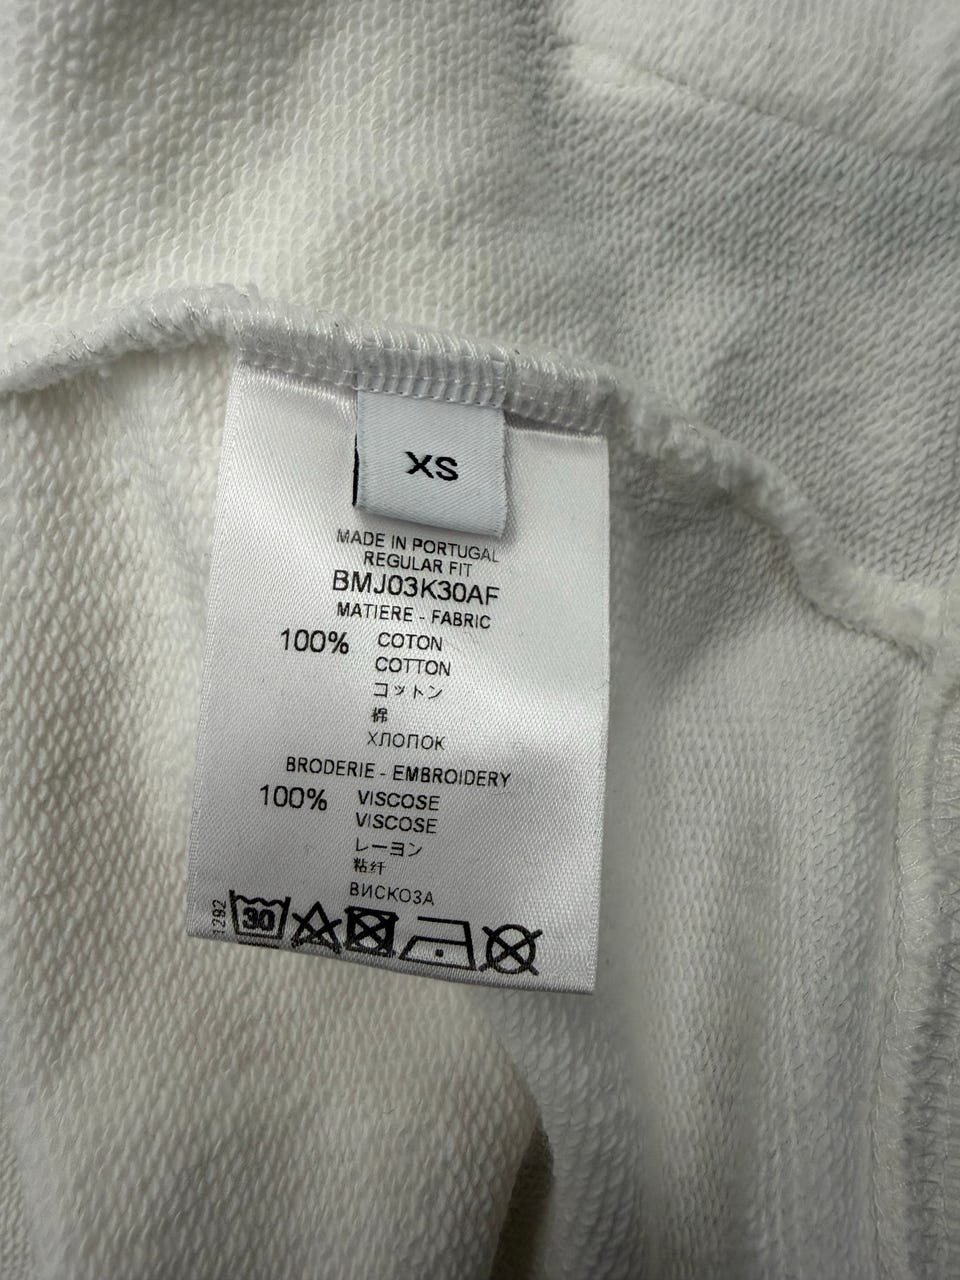 XS
MADE IN PORTUGAL
REGULAR FIT
BMJ03K30AF
MATIERE - FABRIC
100% COTON
COTTON
コットン
棉
ХЛОПОК
BRODERIE - EMBROIDERY
100% VISCOSE
VISCOSE
レーヨン
粘纤
ВИСКОЗА
1292
30